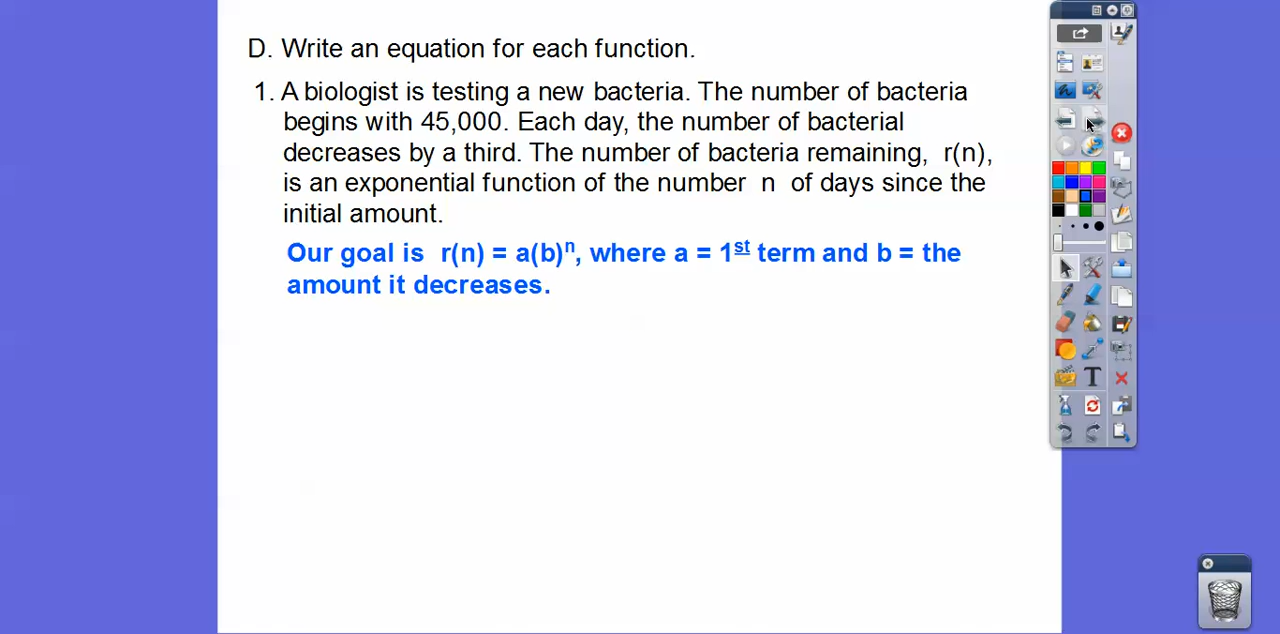 D. Write an equation for each function.
1. A biologist is testing a new bacteria. The number of bacteria
begins with 45,000. Each day, the number of bacterial
decreases by a third. The number of bacteria remaining, r(n),
is an exponential function of the number n of days since the
initial amount.
Our goal is r(n) = a(b)ⁿ, where a = 1ˢᵗ term and b = the
amount it decreases.